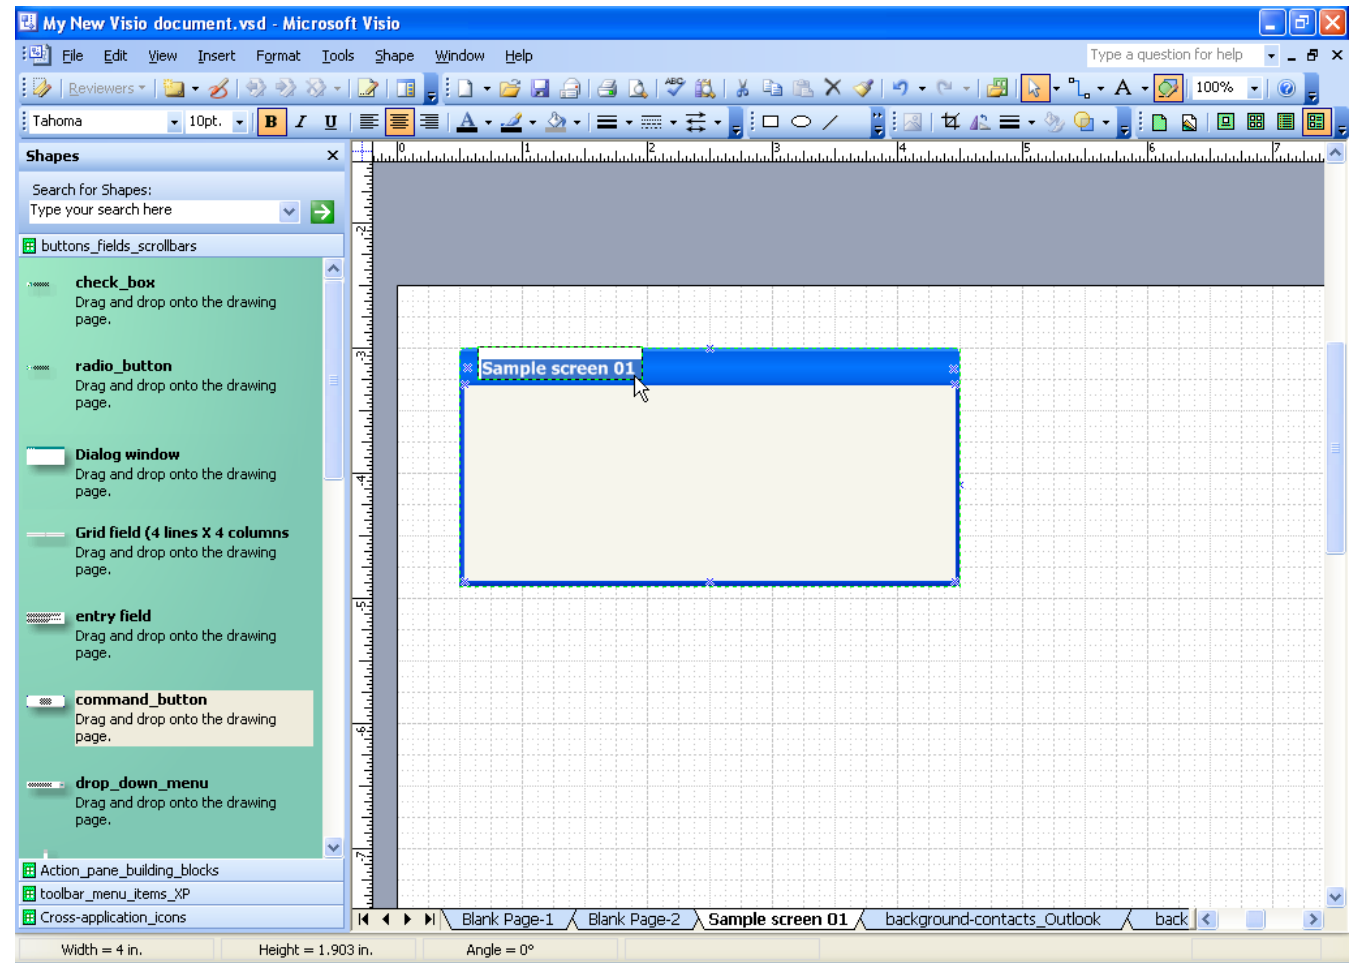 My New Visio document.vsd - Microsoft Visio
File Edit View Insert Format Tools Shape Window Help Type a question for help
Reviewers 100%
Tahoma 10pt. B I U A
Shapes
Search for Shapes:
Type your search here
buttons_fields_scrollbars
check_box
Drag and drop onto the drawing
page.
radio_button
Drag and drop onto the drawing
page.
Dialog window
Drag and drop onto the drawing
page.
Grid field (4 lines X 4 columns
Drag and drop onto the drawing
page.
entry field
Drag and drop onto the drawing
page.
command_button
Drag and drop onto the drawing
page.
drop_down_menu
Drag and drop onto the drawing
page.
Action_pane_building_blocks
toolbar_menu_items_XP
Cross-application_icons
0 1 2 3 4 5 6 7
Sample screen 01
Blank Page-1 Blank Page-2 Sample screen 01 background-contacts_Outlook back
Width = 4 in. Height = 1.903 in. Angle = 0°